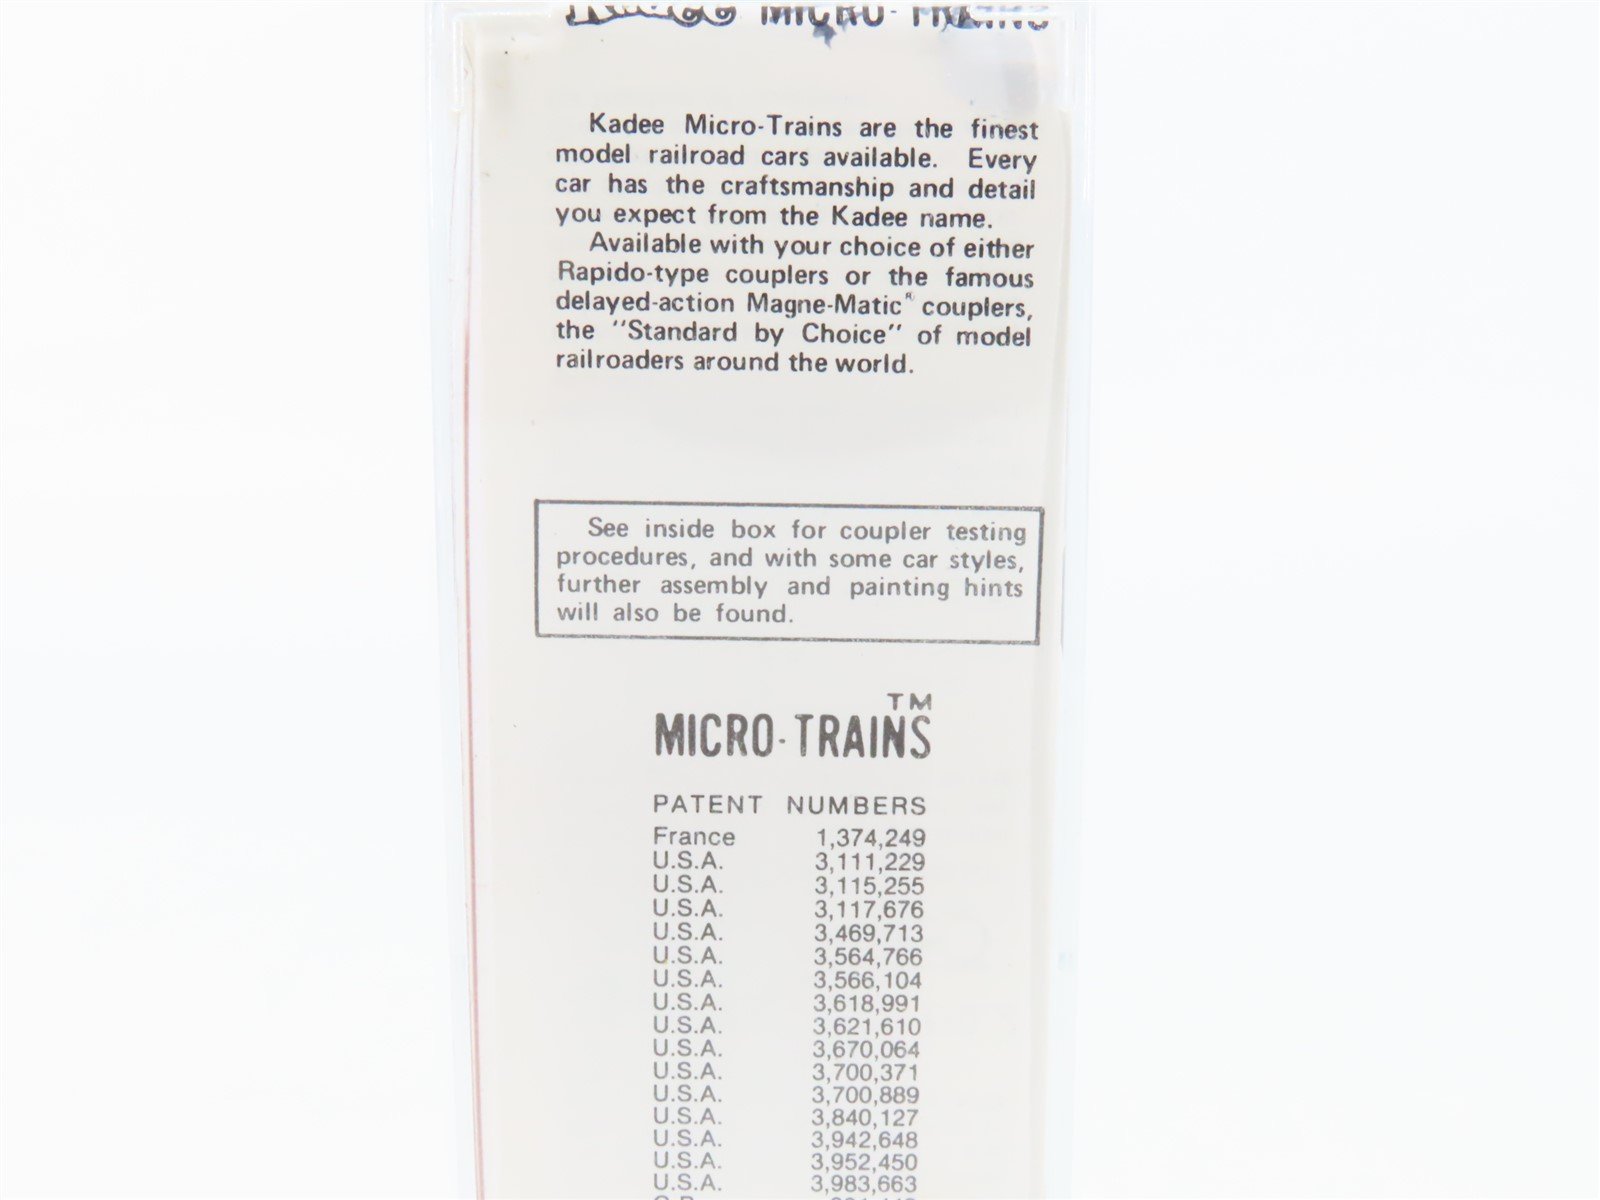 Kadee MICRO-TRAINS
Kadee Micro-Trains are the finest
model railroad cars available. Every
car has the craftsmanship and detail
you expect from the Kadee name.
Available with your choice of either
Rapido-type couplers or the famous
delayed-action Magne-Matic® couplers,
the "Standard by Choice" of model
railroaders around the world.
See inside box for coupler testing
procedures, and with some car styles,
further assembly and painting hints
will also be found.
MICRO-TRAINS™
PATENT NUMBERS
France 1,374,249
U.S.A. 3,111,229
U.S.A. 3,115,255
U.S.A. 3,117,676
U.S.A. 3,469,713
U.S.A. 3,564,766
U.S.A. 3,566,104
U.S.A. 3,618,991
U.S.A. 3,621,610
U.S.A. 3,670,064
U.S.A. 3,700,371
U.S.A. 3,700,889
U.S.A. 3,840,127
U.S.A. 3,942,648
U.S.A. 3,952,450
U.S.A. 3,983,663